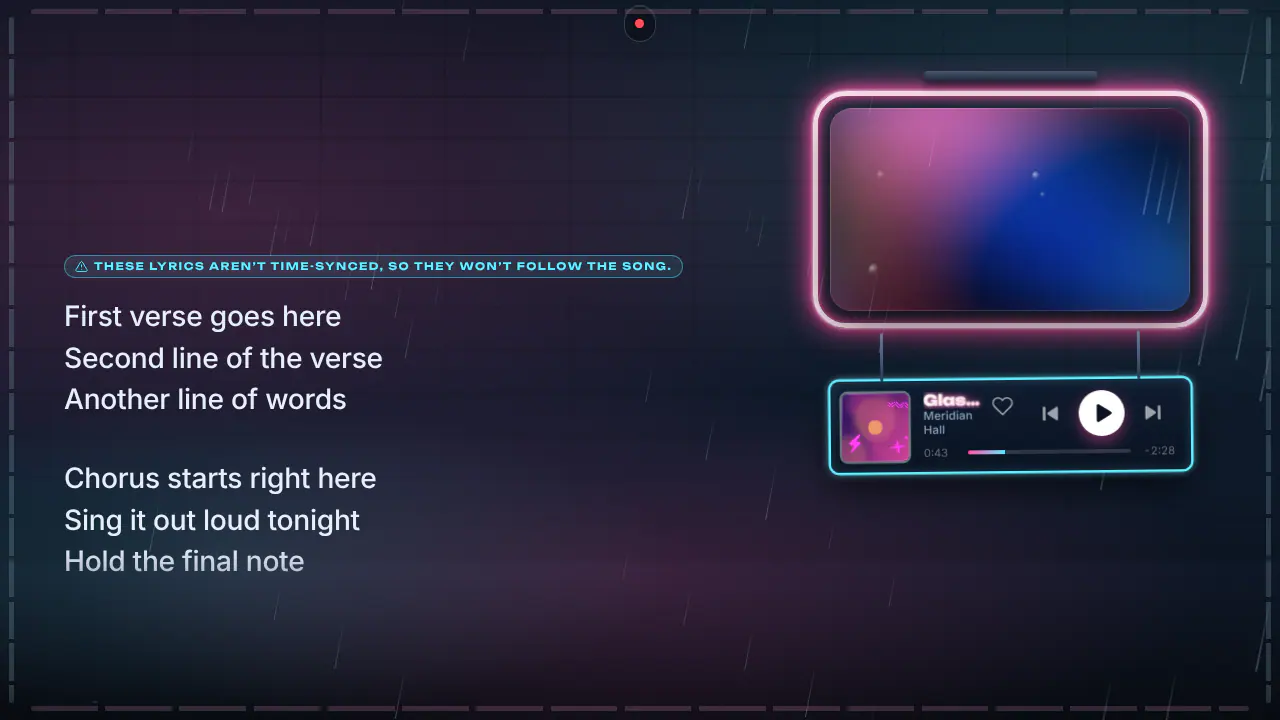 THESE LYRICS AREN'T TIME-SYNCED, SO THEY WON'T FOLLOW THE SONG.
First verse goes here
Second line of the verse
Another line of words
Chorus starts right here
Sing it out loud tonight
Hold the final note
Glas...
Meridian
Hall
0:43
-2:28